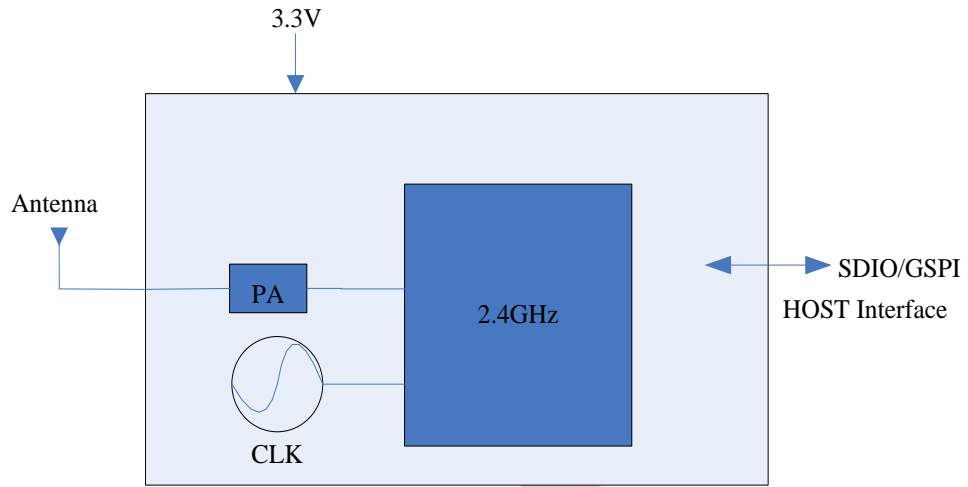 3.3V
Antenna
PA
2.4GHz
SDIO/GSPI
HOST Interface
CLK